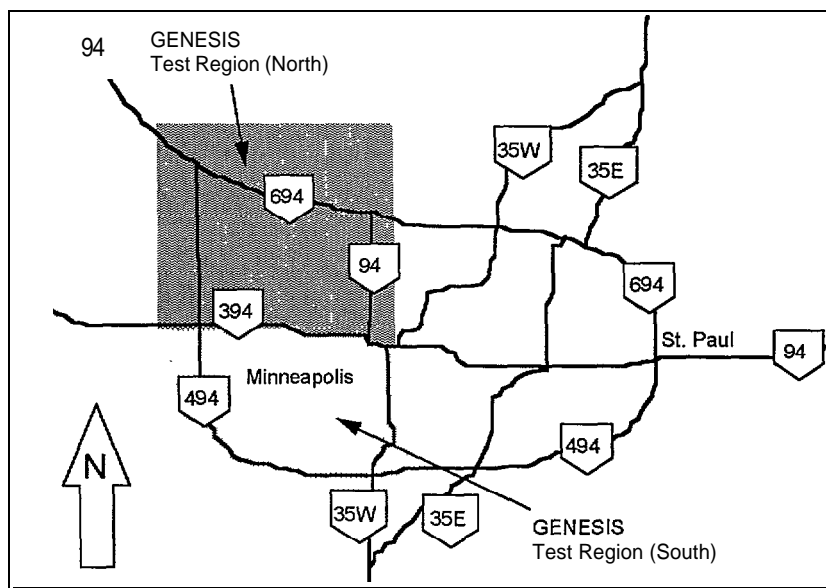 94
GENESIS
Test Region (North)
35W
35E
694
94
694
394
St. Paul
94
Minneapolis
494
494
N
35W
35E
GENESIS
Test Region (South)